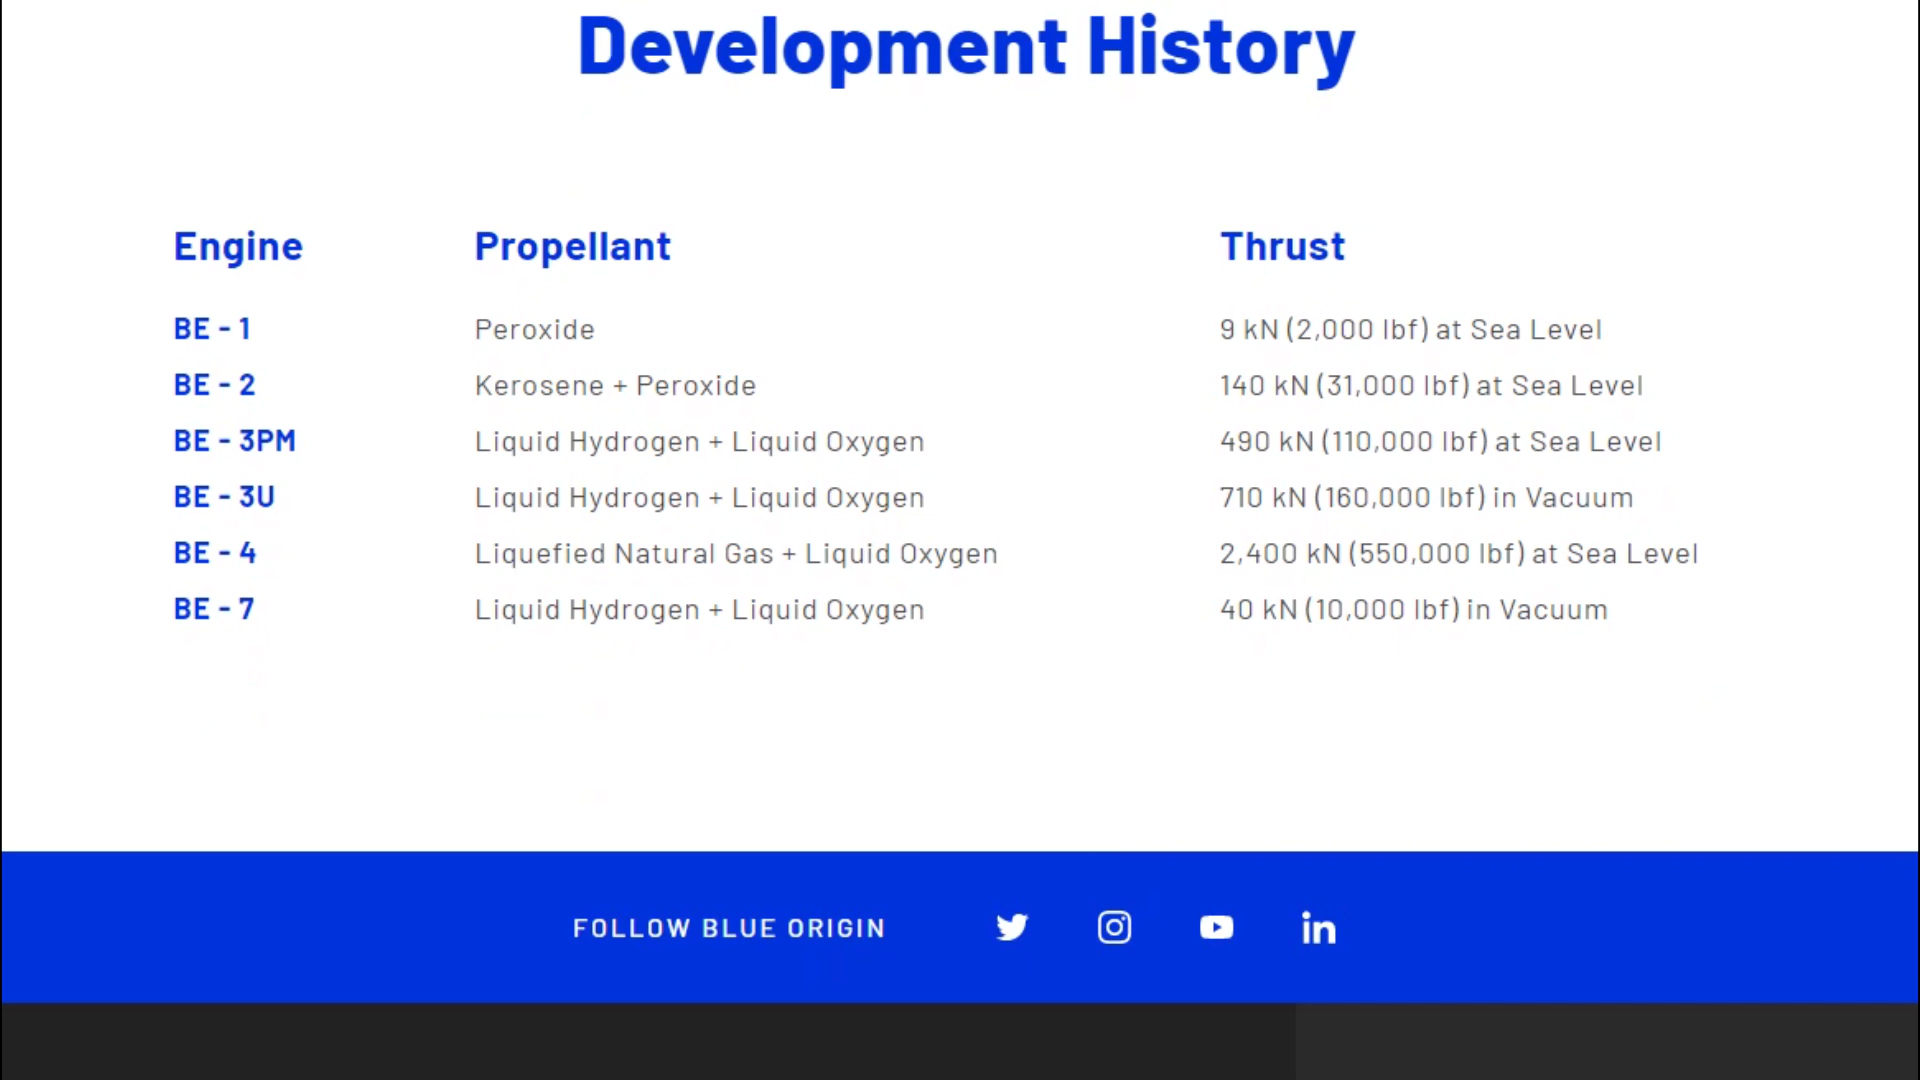 Development History
Engine Propellant Thrust
BE - 1 Peroxide 9 kN (2,000 lbf) at Sea Level
BE - 2 Kerosene + Peroxide 140 kN (31,000 lbf) at Sea Level
BE - 3PM Liquid Hydrogen + Liquid Oxygen 490 kN (110,000 lbf) at Sea Level
BE - 3U Liquid Hydrogen + Liquid Oxygen 710 kN (160,000 lbf) in Vacuum
BE - 4 Liquefied Natural Gas + Liquid Oxygen 2,400 kN (550,000 lbf) at Sea Level
BE - 7 Liquid Hydrogen + Liquid Oxygen 40 kN (10,000 lbf) in Vacuum
FOLLOW BLUE ORIGIN